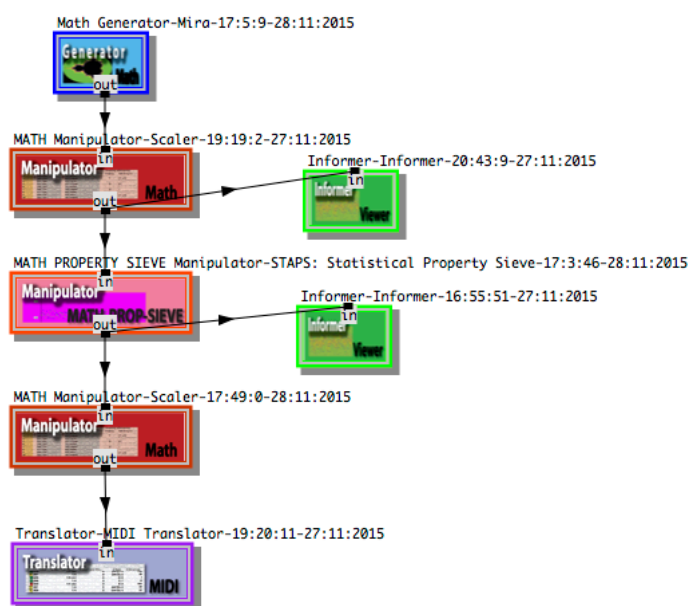 Math Generator-Mira-17:5:9-28:11:2015
Generator
Math
out
MATH Manipulator-Scaler-19:19:2-27:11:2015
in
Manipulator
Math
out
Informer-Informer-20:43:9-27:11:2015
in
Informer
Viewer
MATH PROPERTY SIEVE Manipulator-STAPS: Statistical Property Sieve-17:3:46-28:11:2015
in
Manipulator
MATH PROP-SIEVE
out
Informer-Informer-16:55:51-27:11:2015
in
Informer
Viewer
MATH Manipulator-Scaler-17:49:0-28:11:2015
in
Manipulator
Math
out
Translator-MIDI Translator-19:20:11-27:11:2015
in
Translator
MIDI